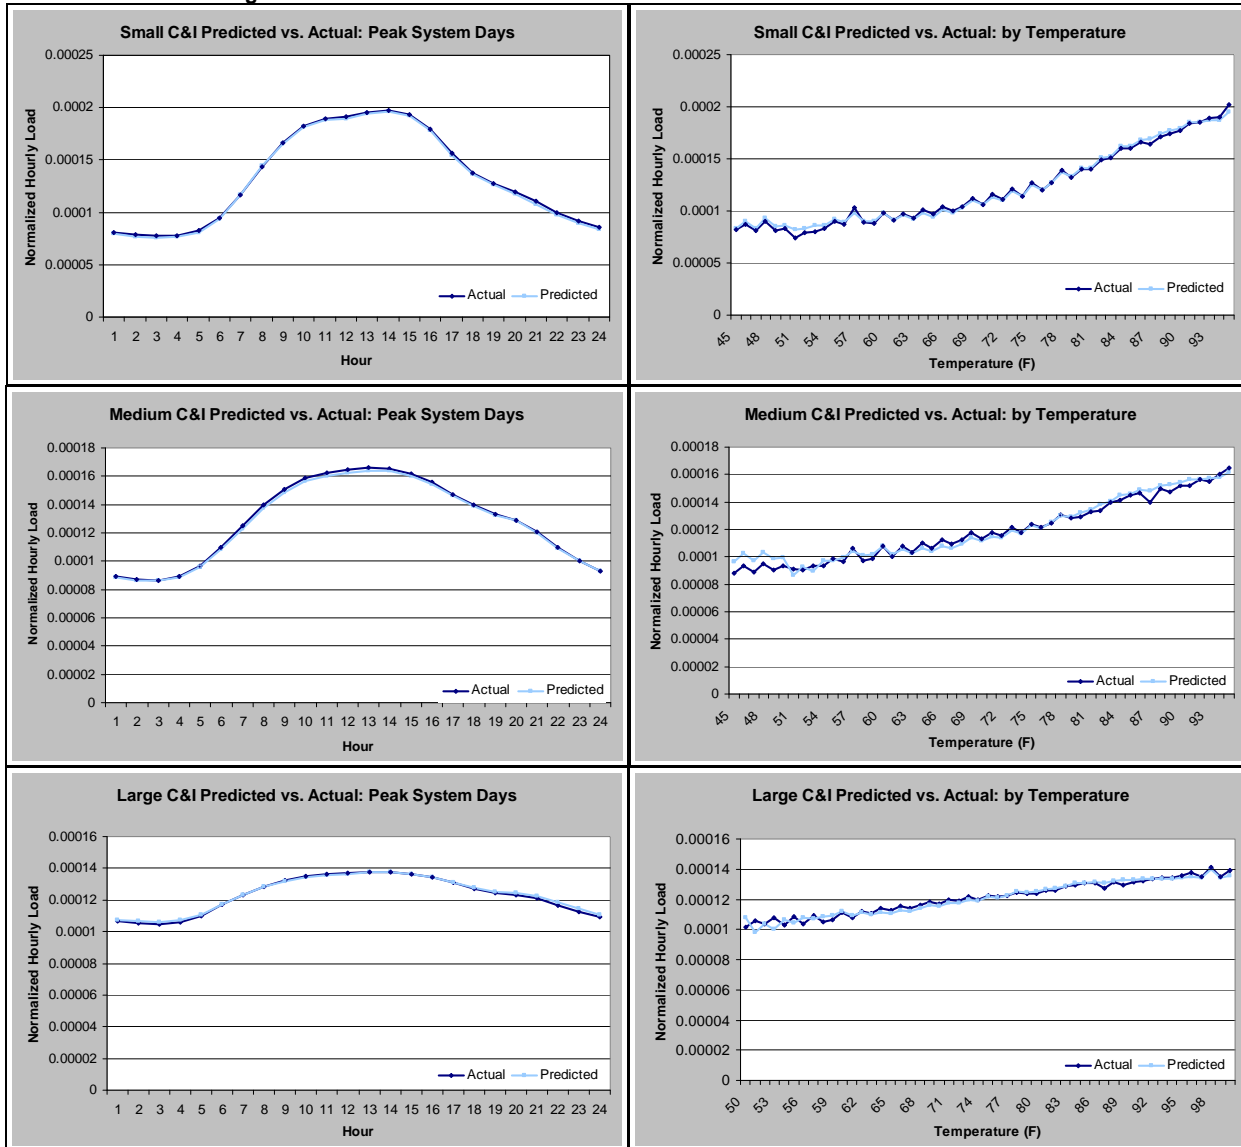 Small C&I Predicted vs. Actual: Peak System Days
Normalized Hourly Load
0.00025
0.0002
0.00015
0.0001
0.00005
0
Actual Predicted
1 2 3 4 5 6 7 8 9 10 11 12 13 14 15 16 17 18 19 20 21 22 23 24
Hour
Small C&I Predicted vs. Actual: by Temperature
Normalized Hourly Load
0.00025
0.0002
0.00015
0.0001
0.00005
0
Actual Predicted
45 48 51 54 57 60 63 66 69 72 75 78 81 84 87 90 93
Temperature (F)
Medium C&I Predicted vs. Actual: Peak System Days
Normalized Hourly Load
0.00018
0.00016
0.00014
0.00012
0.0001
0.00008
0.00006
0.00004
0.00002
0
Actual Predicted
1 2 3 4 5 6 7 8 9 10 11 12 13 14 15 16 17 18 19 20 21 22 23 24
Hour
Medium C&I Predicted vs. Actual: by Temperature
Normalized Hourly Load
0.00018
0.00016
0.00014
0.00012
0.0001
0.00008
0.00006
0.00004
0.00002
0
Actual Predicted
45 48 51 54 57 60 63 66 69 72 75 78 81 84 87 90 93
Temperature (F)
Large C&I Predicted vs. Actual: Peak System Days
Normalized Hourly Load
0.00016
0.00014
0.00012
0.0001
0.00008
0.00006
0.00004
0.00002
0
Actual Predicted
1 2 3 4 5 6 7 8 9 10 11 12 13 14 15 16 17 18 19 20 21 22 23 24
Hour
Large C&I Predicted vs. Actual: by Temperature
Normalized Hourly Load
0.00016
0.00014
0.00012
0.0001
0.00008
0.00006
0.00004
0.00002
0
Actual Predicted
50 53 56 59 62 65 68 71 74 77 80 83 86 89 92 95 98
Temperature (F)